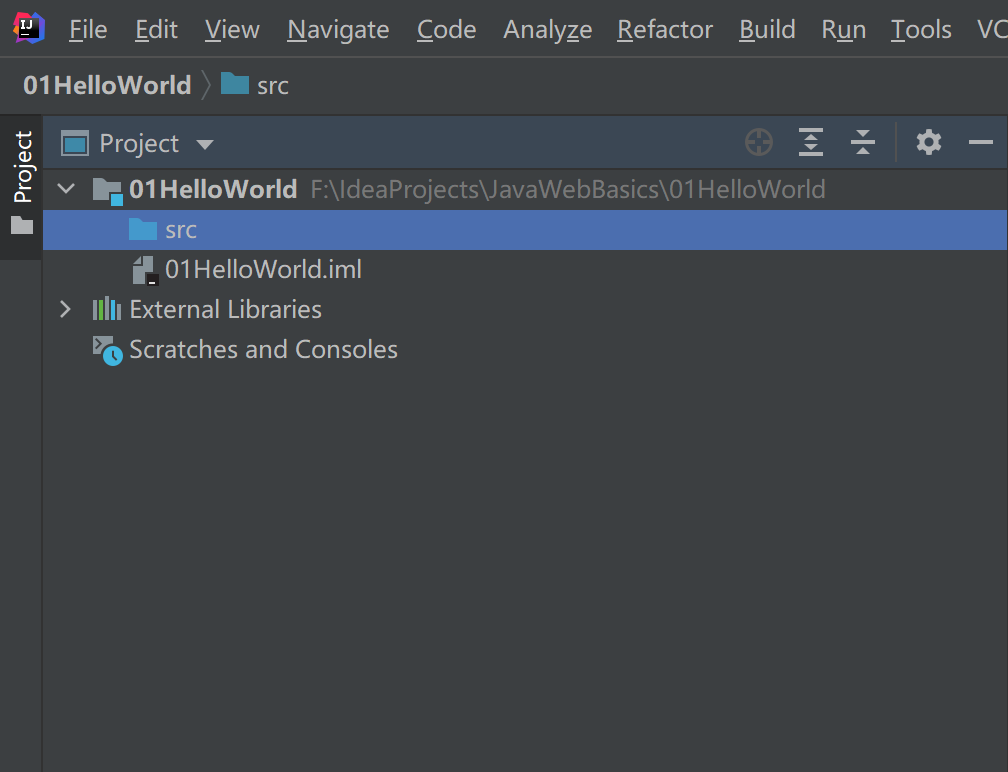 IJ File Edit View Navigate Code Analyze Refactor Build Run Tools VC
01HelloWorld src
Project
Project
01HelloWorld F:\IdeaProjects\JavaWebBasics\01HelloWorld
src
01HelloWorld.iml
External Libraries
Scratches and Consoles